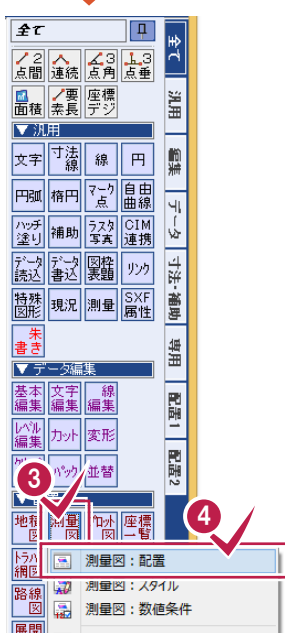 全て
点間 連続 点角 点垂
面積 要素長 座標デジ
▼ 汎用
文字 寸法線 線 円
円弧 楕円 マーク点 自由曲線
ハッチ塗り 補助 ラスタ写真 CIM連携
データ読込 データ書込 図枠表題 リンク
特殊図形 現況 測量 SXF属性
朱書き
▼ データ編集
基本編集 文字編集 線編集
レベル編集 カット 変形
パック 並替
3
地積図 測量図 プロット図 座標一覧
4
測量図：配置
測量図：スタイル
路線図
測量図：数値条件
展開
全て
汎用
編集
データ
寸法・補助
専用
配置1
配置2